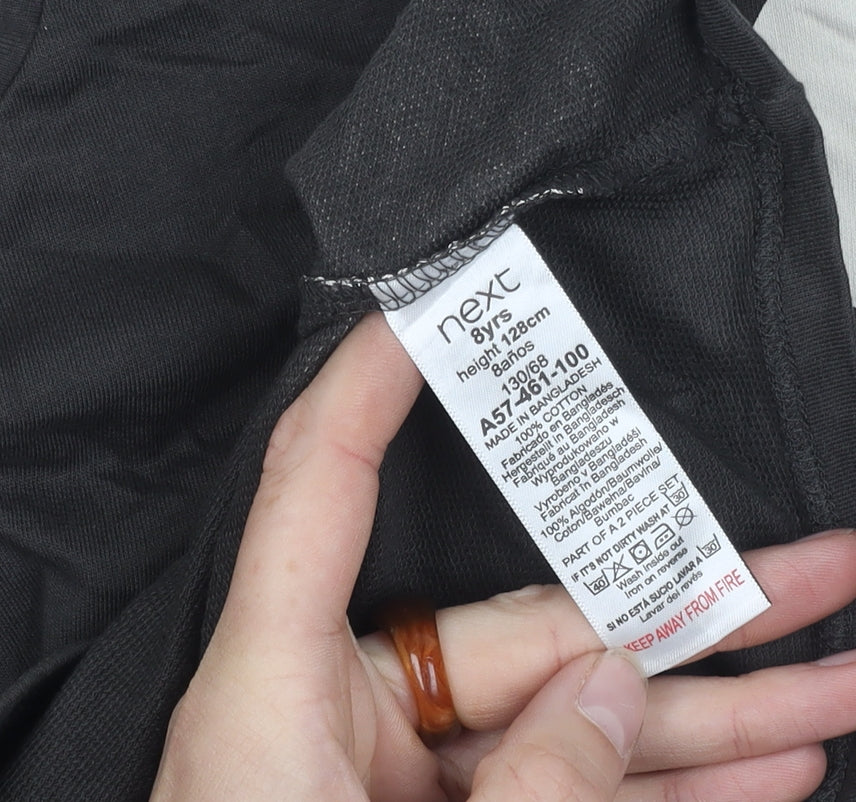 next
8yrs
height 128cm
8años
130/68
A57-461-100
MADE IN BANGLADESH
100% COTTON
Fabricado en Bangladés
Hergestellt in Bangladesch
Fabriqué au Bangladesh
Wyprodukowano w
Bangladeszu
Vyrobeno v Bangladéši
Fabricat în Bangladesh
100% Algodón/Baumwolle/
Coton/Bawełna/Bavlna/
Bumbac
PART OF A 2 PIECE SET
IF IT'S NOT DIRTY WASH AT 30
40
Wash inside out
Iron on reverse
SI NO ESTÁ SUCIO LAVAR A 30
Lavar del revés
KEEP AWAY FROM FIRE